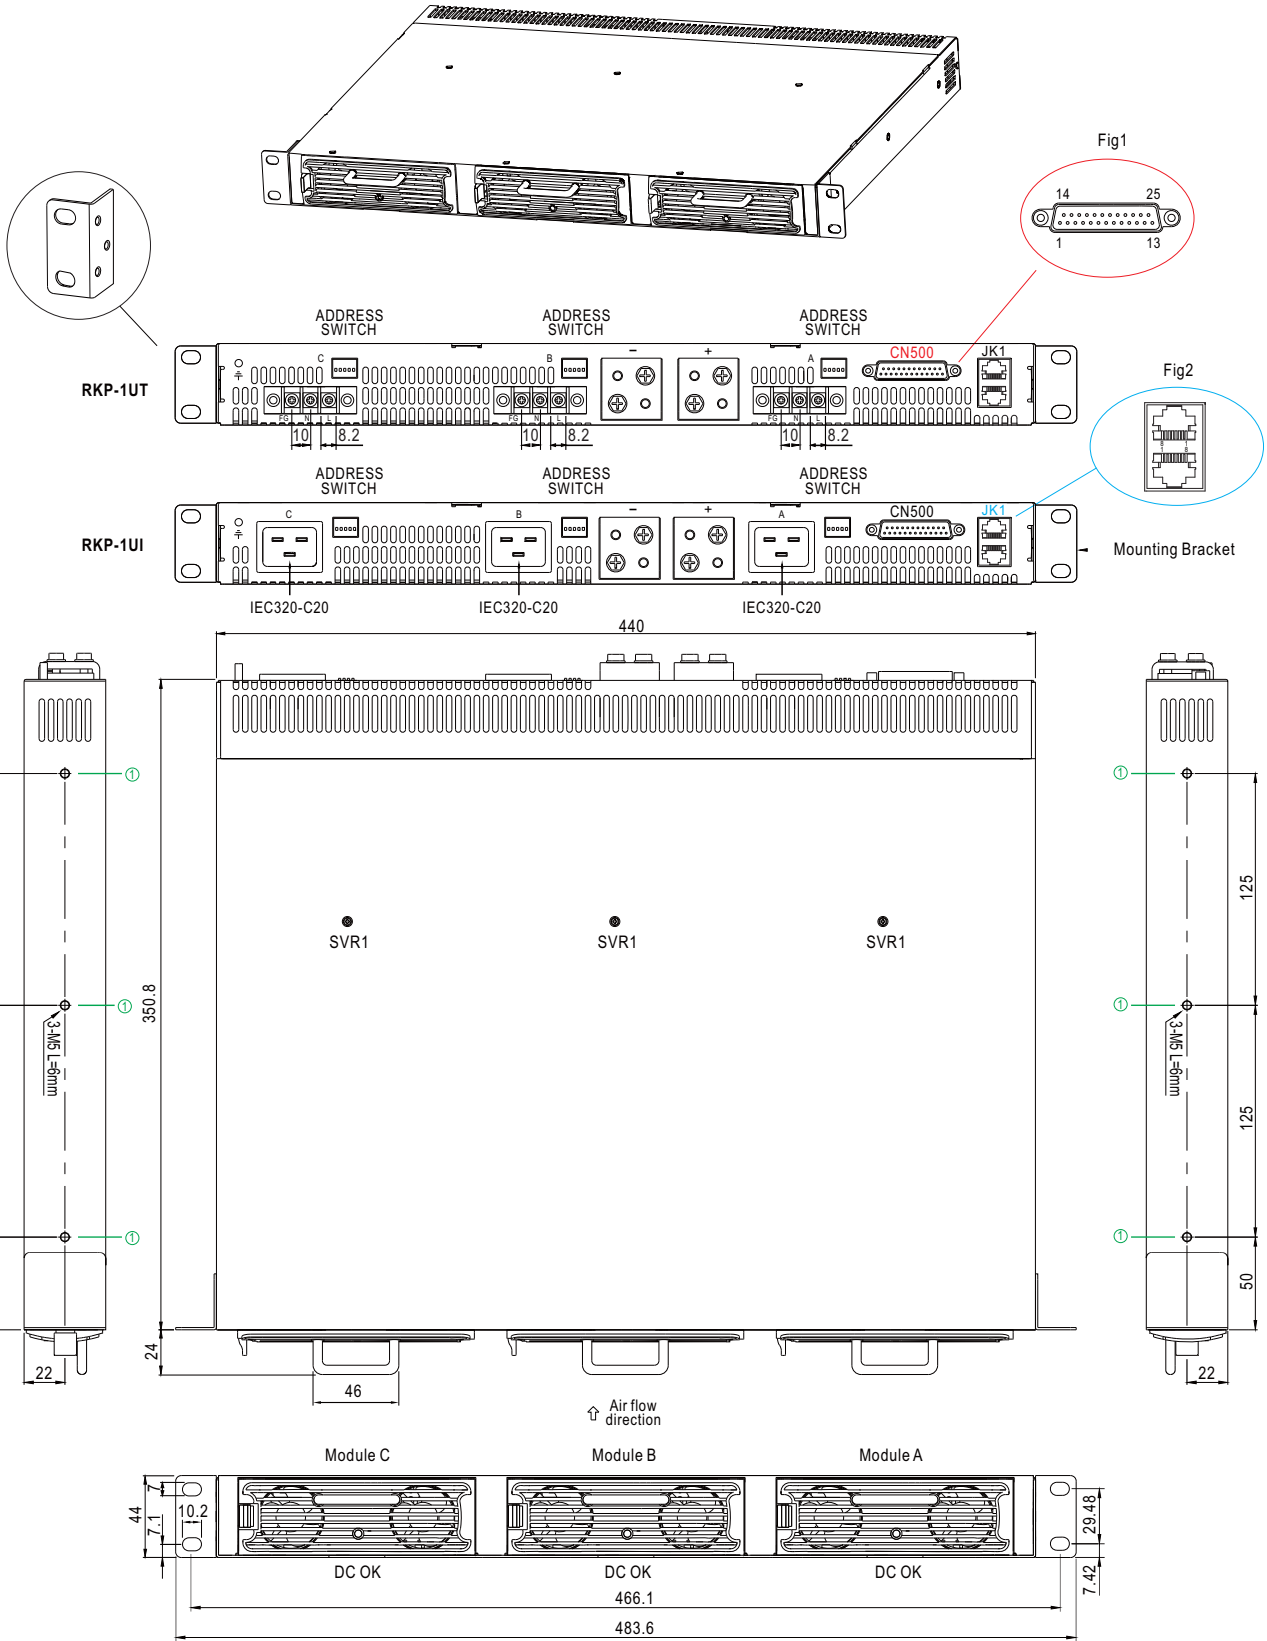 Fig1
14 25
1 13
ADDRESS SWITCH ADDRESS SWITCH ADDRESS SWITCH
RKP-1UT
C B - + A CN500 JK1
FG N L FG N L FG N L
10 8.2 10 8.2 10 8.2
Fig2
8 1
1 8
ADDRESS SWITCH ADDRESS SWITCH ADDRESS SWITCH
RKP-1UI
C B - + A CN500 JK1
Mounting Bracket
IEC320-C20 IEC320-C20 IEC320-C20
440
① ①
125
SVR1 SVR1 SVR1
350.8
① ①
3-M5 L=6mm 3-M5 L=6mm
125
① ①
50
24
22 46 22
Air flow
direction
Module C Module B Module A
44 7 10.2 7.1 29.48 7.42
DC OK DC OK DC OK
466.1
483.6